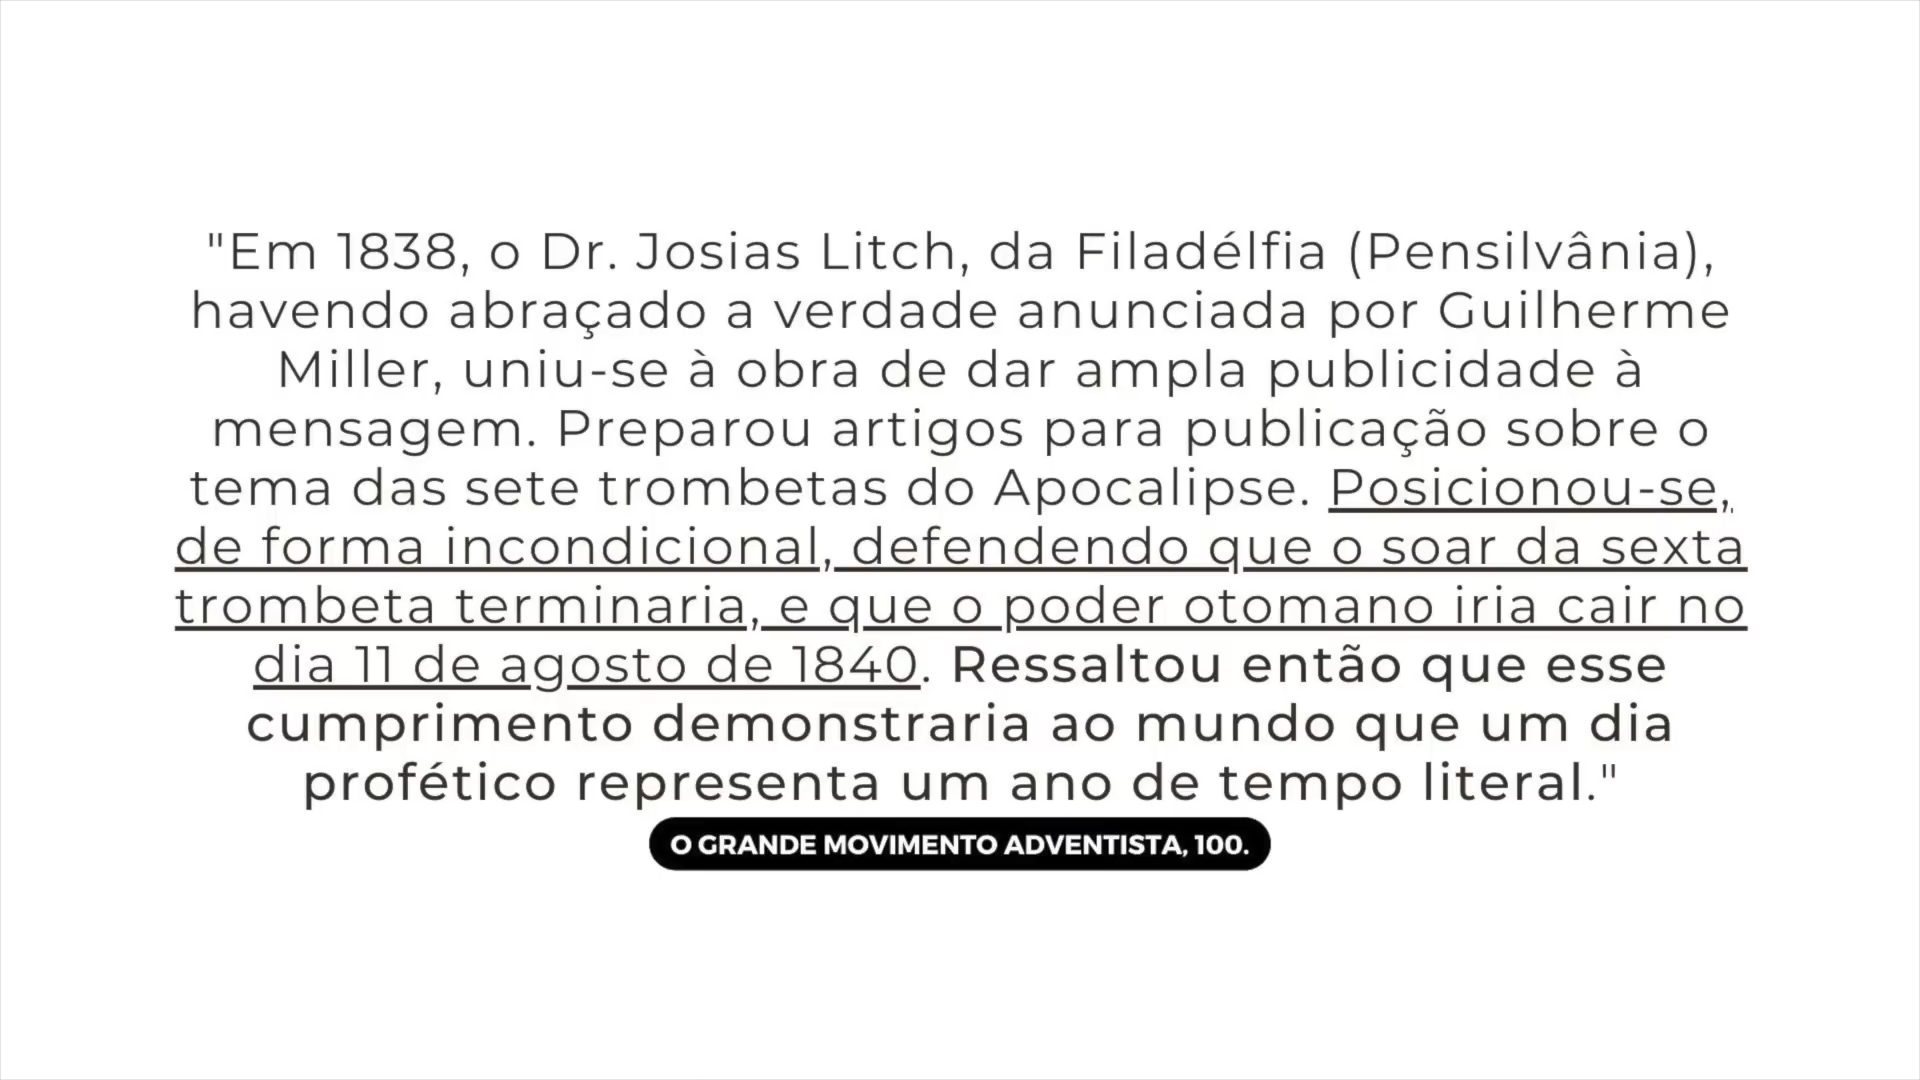 "Em 1838, o Dr. Josias Litch, da Filadélfia (Pensilvânia),
havendo abraçado a verdade anunciada por Guilherme
Miller, uniu-se à obra de dar ampla publicidade à
mensagem. Preparou artigos para publicação sobre o
tema das sete trombetas do Apocalipse. Posicionou-se,
de forma incondicional, defendendo que o soar da sexta
trombeta terminaria, e que o poder otomano iria cair no
dia 11 de agosto de 1840. Ressaltou então que esse
cumprimento demonstraria ao mundo que um dia
profético representa um ano de tempo literal."
O GRANDE MOVIMENTO ADVENTISTA, 100.